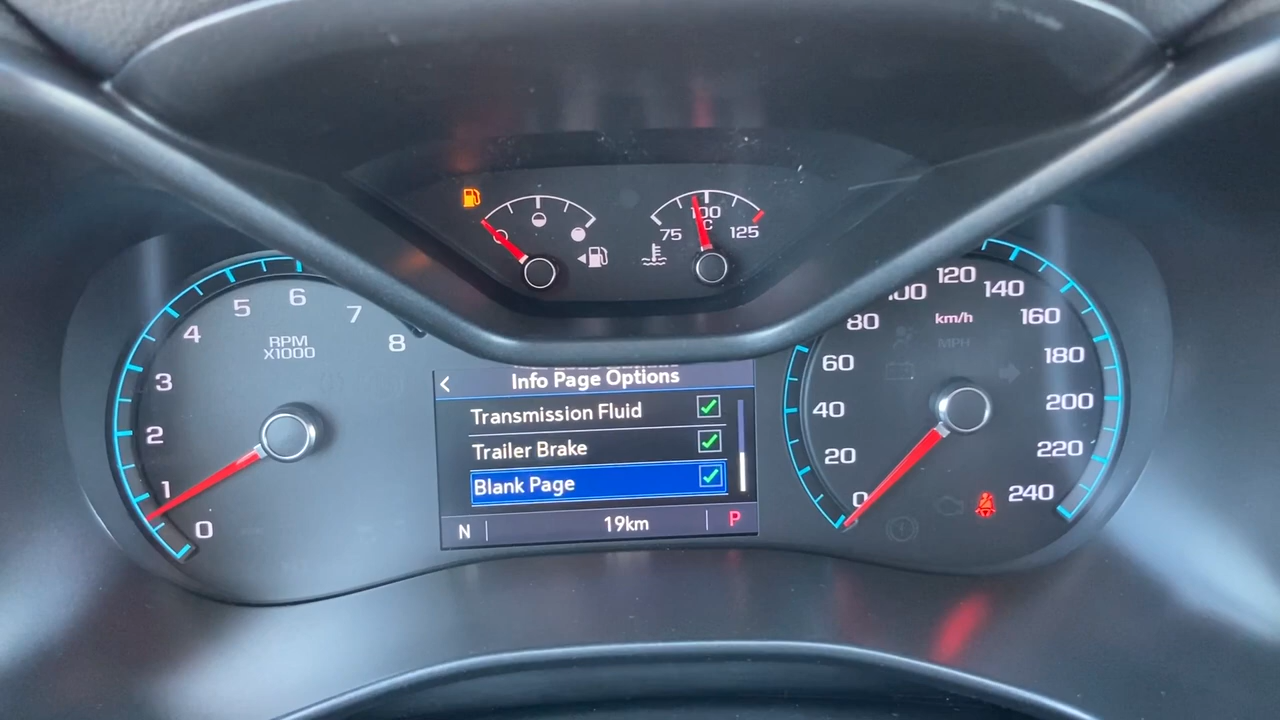 100
C
75
125
0
1
2
3
4
5
6
7
8
RPM
X1000
Info Page Options
Transmission Fluid
Trailer Brake
Blank Page
N
19km
P
0
20
40
60
80
100
120
140
160
180
200
220
240
km/h
MPH